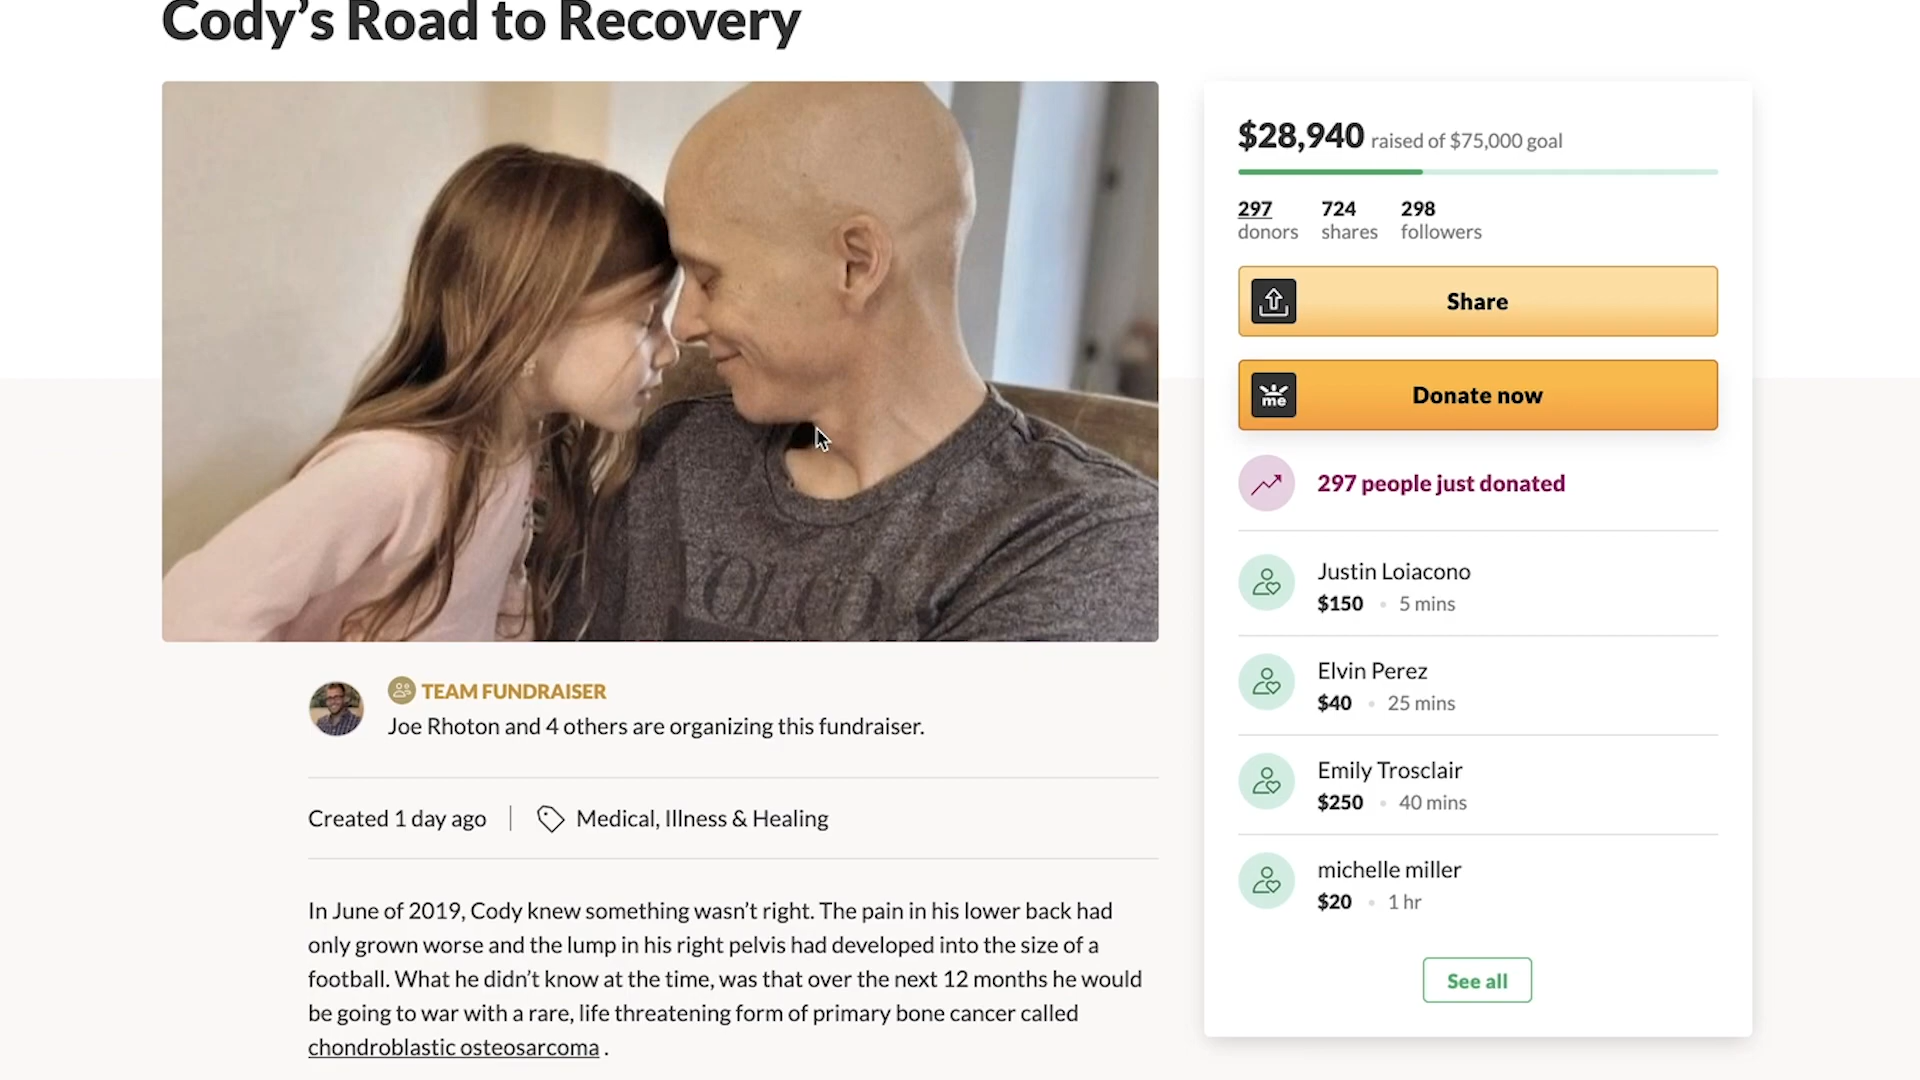 Cody’s Road to Recovery
$28,940 raised of $75,000 goal
297 donors
724 shares
298 followers
Share
me
Donate now
297 people just donated
Justin Loiacono
$150 • 5 mins
Elvin Perez
$40 • 25 mins
Emily Trosclair
$250 • 40 mins
michelle miller
$20 • 1 hr
See all
TEAM FUNDRAISER
Joe Rhoton and 4 others are organizing this fundraiser.
Created 1 day ago | Medical, Illness & Healing
In June of 2019, Cody knew something wasn’t right. The pain in his lower back had
only grown worse and the lump in his right pelvis had developed into the size of a
football. What he didn’t know at the time, was that over the next 12 months he would
be going to war with a rare, life threatening form of primary bone cancer called
chondroblastic osteosarcoma .